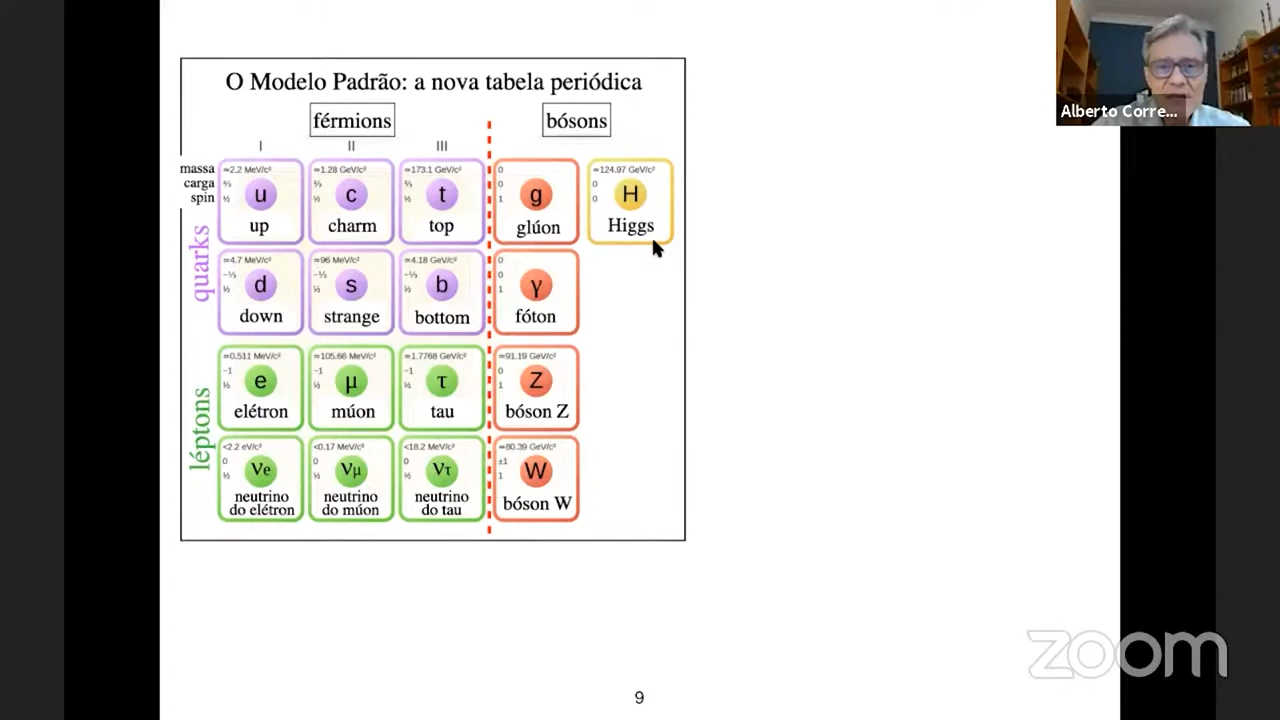 O Modelo Padrão: a nova tabela periódica
férmions
bósons
I
II
III
massa
carga
spin
quarks
léptons
≃2.2 MeV/c²
⅔
½
u
up
≃1.28 GeV/c²
⅔
½
c
charm
≃173.1 GeV/c²
⅔
½
t
top
0
0
1
g
glúon
≃124.97 GeV/c²
0
0
H
Higgs
≃4.7 MeV/c²
−⅓
½
d
down
≃96 MeV/c²
−⅓
½
s
strange
≃4.18 GeV/c²
−⅓
½
b
bottom
0
0
1
γ
fóton
≃0.511 MeV/c²
−1
½
e
elétron
≃105.66 MeV/c²
−1
½
μ
múon
≃1.7768 GeV/c²
−1
½
τ
tau
≃91.19 GeV/c²
0
1
Z
bóson Z
<2.2 eV/c²
0
½
νe
neutrino
do elétron
<0.17 MeV/c²
0
½
νμ
neutrino
do múon
<18.2 MeV/c²
0
½
ντ
neutrino
do tau
≃80.39 GeV/c²
±1
1
W
bóson W
Alberto Corre...
zoom
9